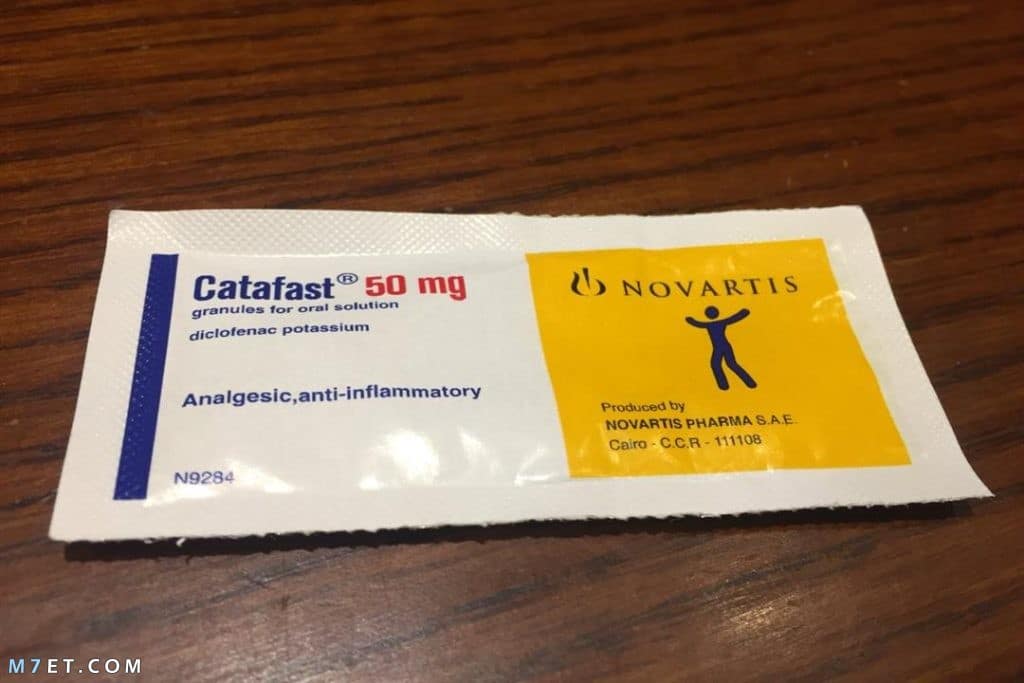 Catafast® 50 mg
granules for oral solution
diclofenac potassium
Analgesic,anti-inflammatory
N9284
NOVARTIS
Produced by
NOVARTIS PHARMA S.A.E.
Cairo - C.C.R - 111108
M7ET.COM